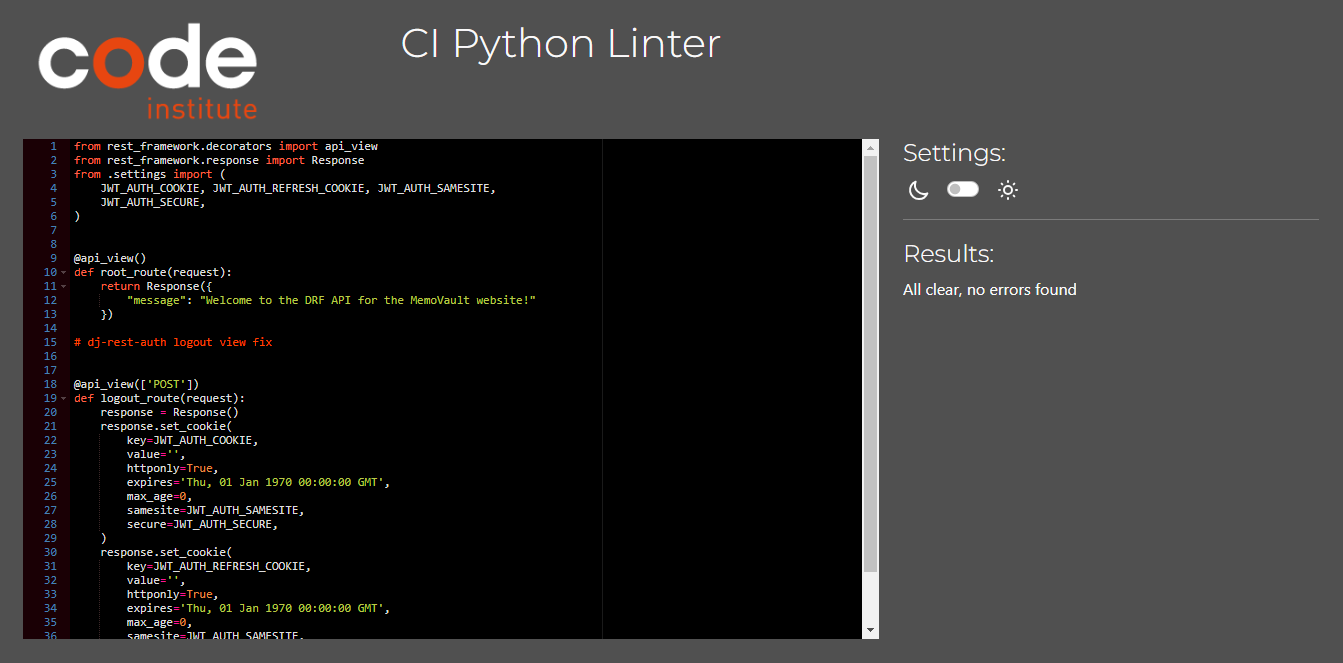 code
institute
CI Python Linter
1 from rest_framework.decorators import api_view
2 from rest_framework.response import Response
3 from .settings import (
4     JWT_AUTH_COOKIE, JWT_AUTH_REFRESH_COOKIE, JWT_AUTH_SAMESITE,
5     JWT_AUTH_SECURE,
6 )
7
8
9 @api_view()
10 def root_route(request):
11     return Response({
12         "message": "Welcome to the DRF API for the MemoVault website!"
13     })
14
15 # dj-rest-auth logout view fix
16
17
18 @api_view(['POST'])
19 def logout_route(request):
20     response = Response()
21     response.set_cookie(
22         key=JWT_AUTH_COOKIE,
23         value='',
24         httponly=True,
25         expires='Thu, 01 Jan 1970 00:00:00 GMT',
26         max_age=0,
27         samesite=JWT_AUTH_SAMESITE,
28         secure=JWT_AUTH_SECURE,
29     )
30     response.set_cookie(
31         key=JWT_AUTH_REFRESH_COOKIE,
32         value='',
33         httponly=True,
34         expires='Thu, 01 Jan 1970 00:00:00 GMT',
35         max_age=0,
36         samesite=JWT_AUTH_SAMESITE,
Settings:
Results:
All clear, no errors found